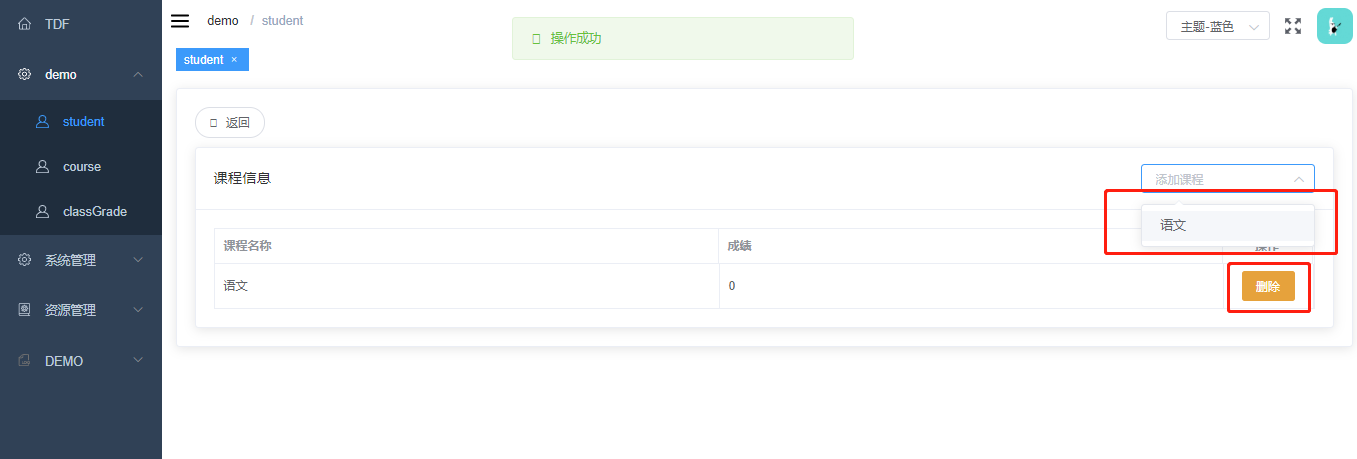 TDF
demo
student
course
classGrade
系统管理
资源管理
DEMO
demo / student
操作成功
主题-蓝色
student ×
返回
课程信息
添加课程
语文
课程名称 成绩 操作
语文 0 删除